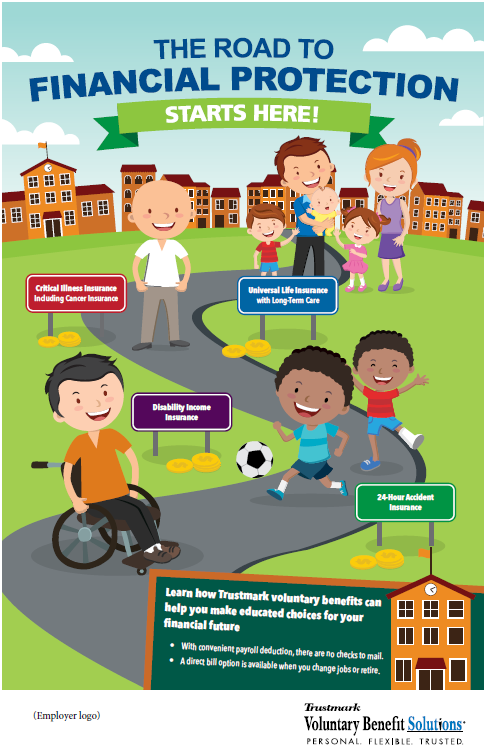 THE ROAD TO
FINANCIAL PROTECTION
STARTS HERE!
Critical Illness Insurance
Including Cancer Insurance
Universal Life Insurance
with Long-Term Care
Disability Income
Insurance
24-Hour Accident
Insurance
Learn how Trustmark voluntary benefits can
help you make educated choices for your
financial future
• With convenient payroll deduction, there are no checks to mail.
• A direct bill option is available when you change jobs or retire.
(Employer logo)
Trustmark
Voluntary Benefit Solutions®
PERSONAL. FLEXIBLE. TRUSTED.